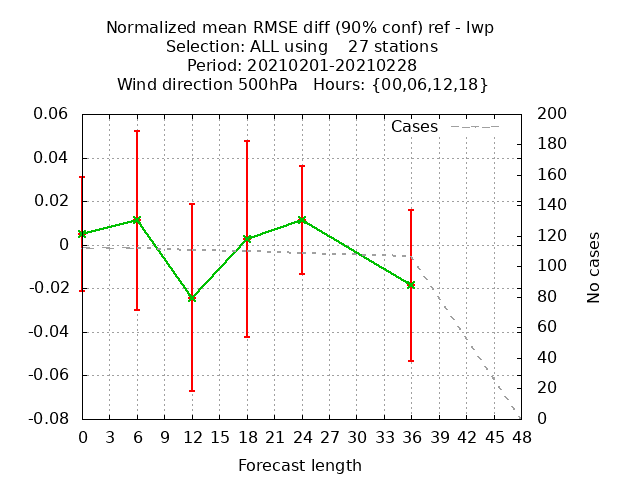 Normalized mean RMSE diff (90% conf) ref - lwp
Selection: ALL using    27 stations
Period: 20210201-20210228
Wind direction 500hPa   Hours: {00,06,12,18}
Cases
0.06
0.04
0.02
0
-0.02
-0.04
-0.06
-0.08
200
180
160
140
120
100
80
60
40
20
0
No cases
0 3 6 9 12 15 18 21 24 27 30 33 36 39 42 45 48
Forecast length